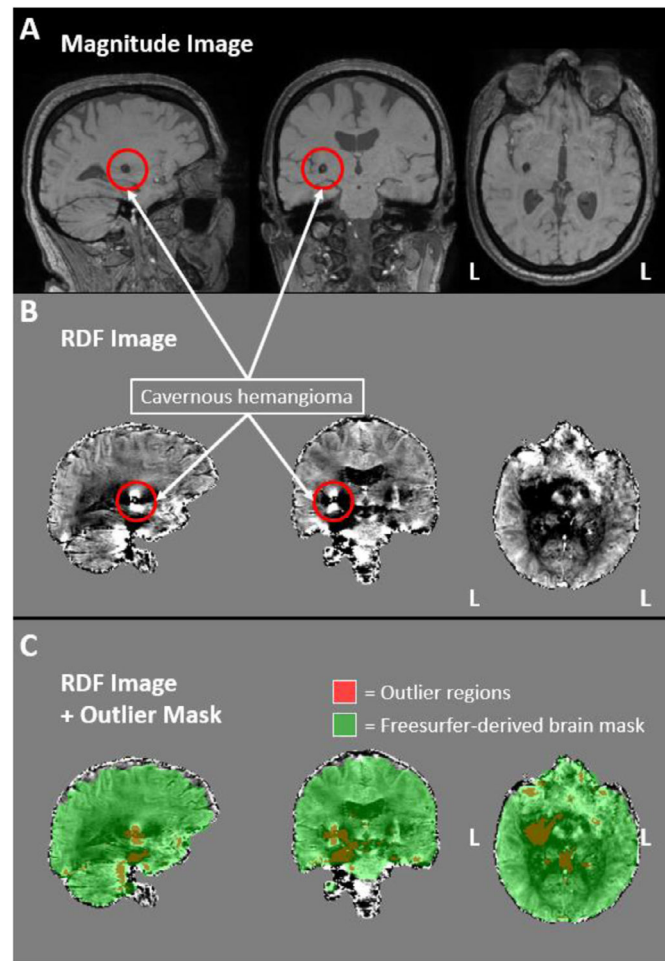 A
Magnitude Image
L
L
B
RDF Image
Cavernous hemangioma
L
L
C
RDF Image
+ Outlier Mask
= Outlier regions
= Freesurfer-derived brain mask
L
L